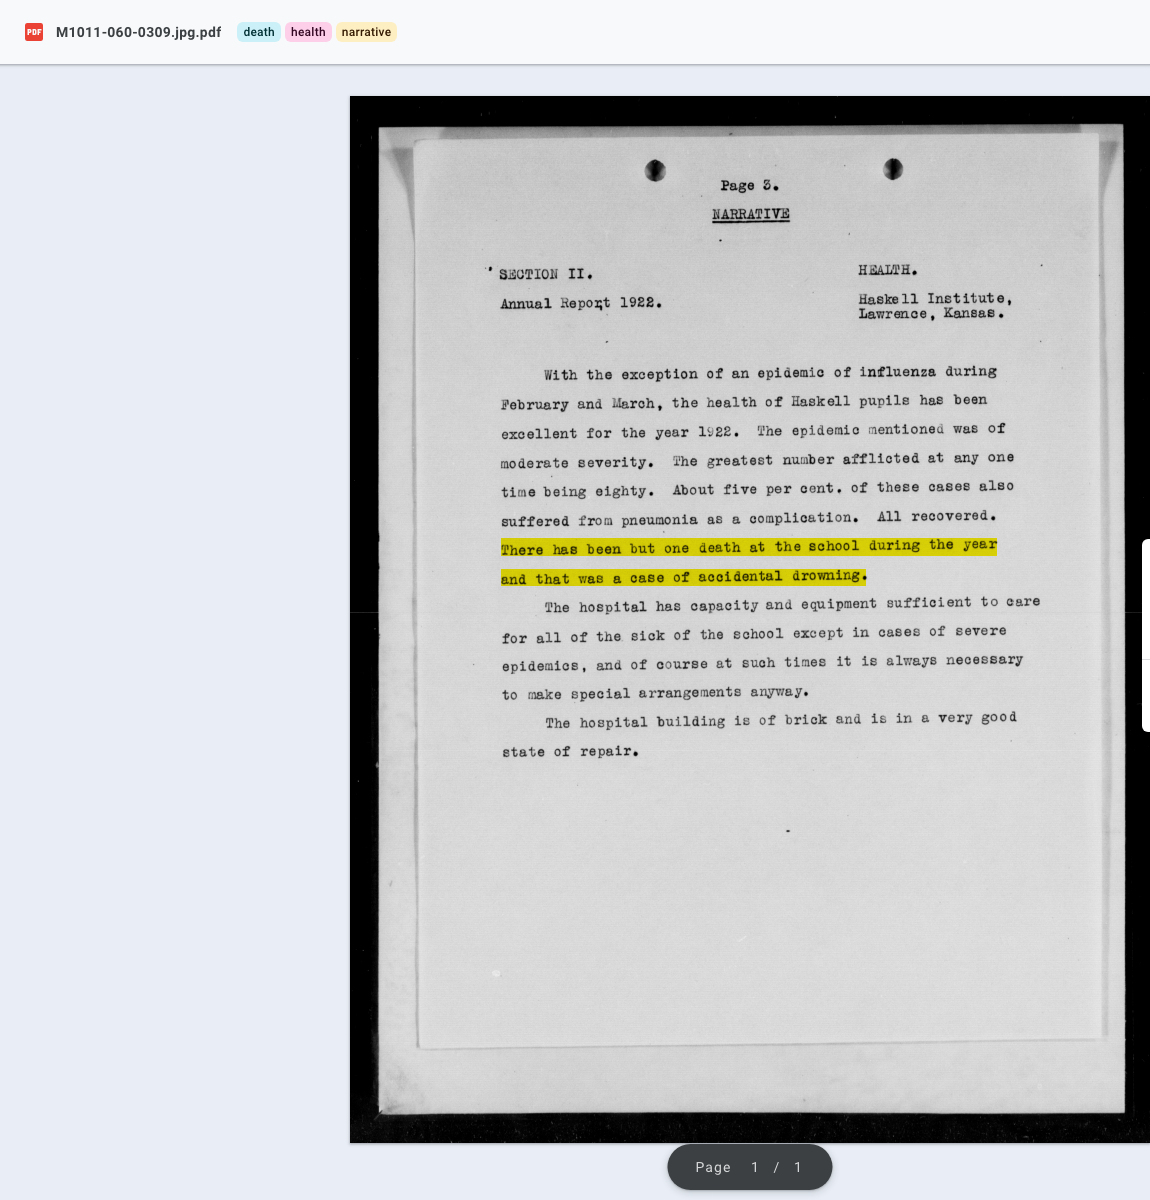 PDF M1011-060-0309.jpg.pdf death health narrative
Page 3.
NARRATIVE
SECTION II. HEALTH.
Annual Report 1922. Haskell Institute,
Lawrence, Kansas.
With the exception of an epidemic of influenza during
February and March, the health of Haskell pupils has been
excellent for the year 1922. The epidemic mentioned was of
moderate severity. The greatest number afflicted at any one
time being eighty. About five per cent. of these cases also
suffered from pneumonia as a complication. All recovered.
There has been but one death at the school during the year
and that was a case of accidental drowning.
The hospital has capacity and equipment sufficient to care
for all of the sick of the school except in cases of severe
epidemics, and of course at such times it is always necessary
to make special arrangements anyway.
The hospital building is of brick and is in a very good
state of repair.
Page 1 / 1